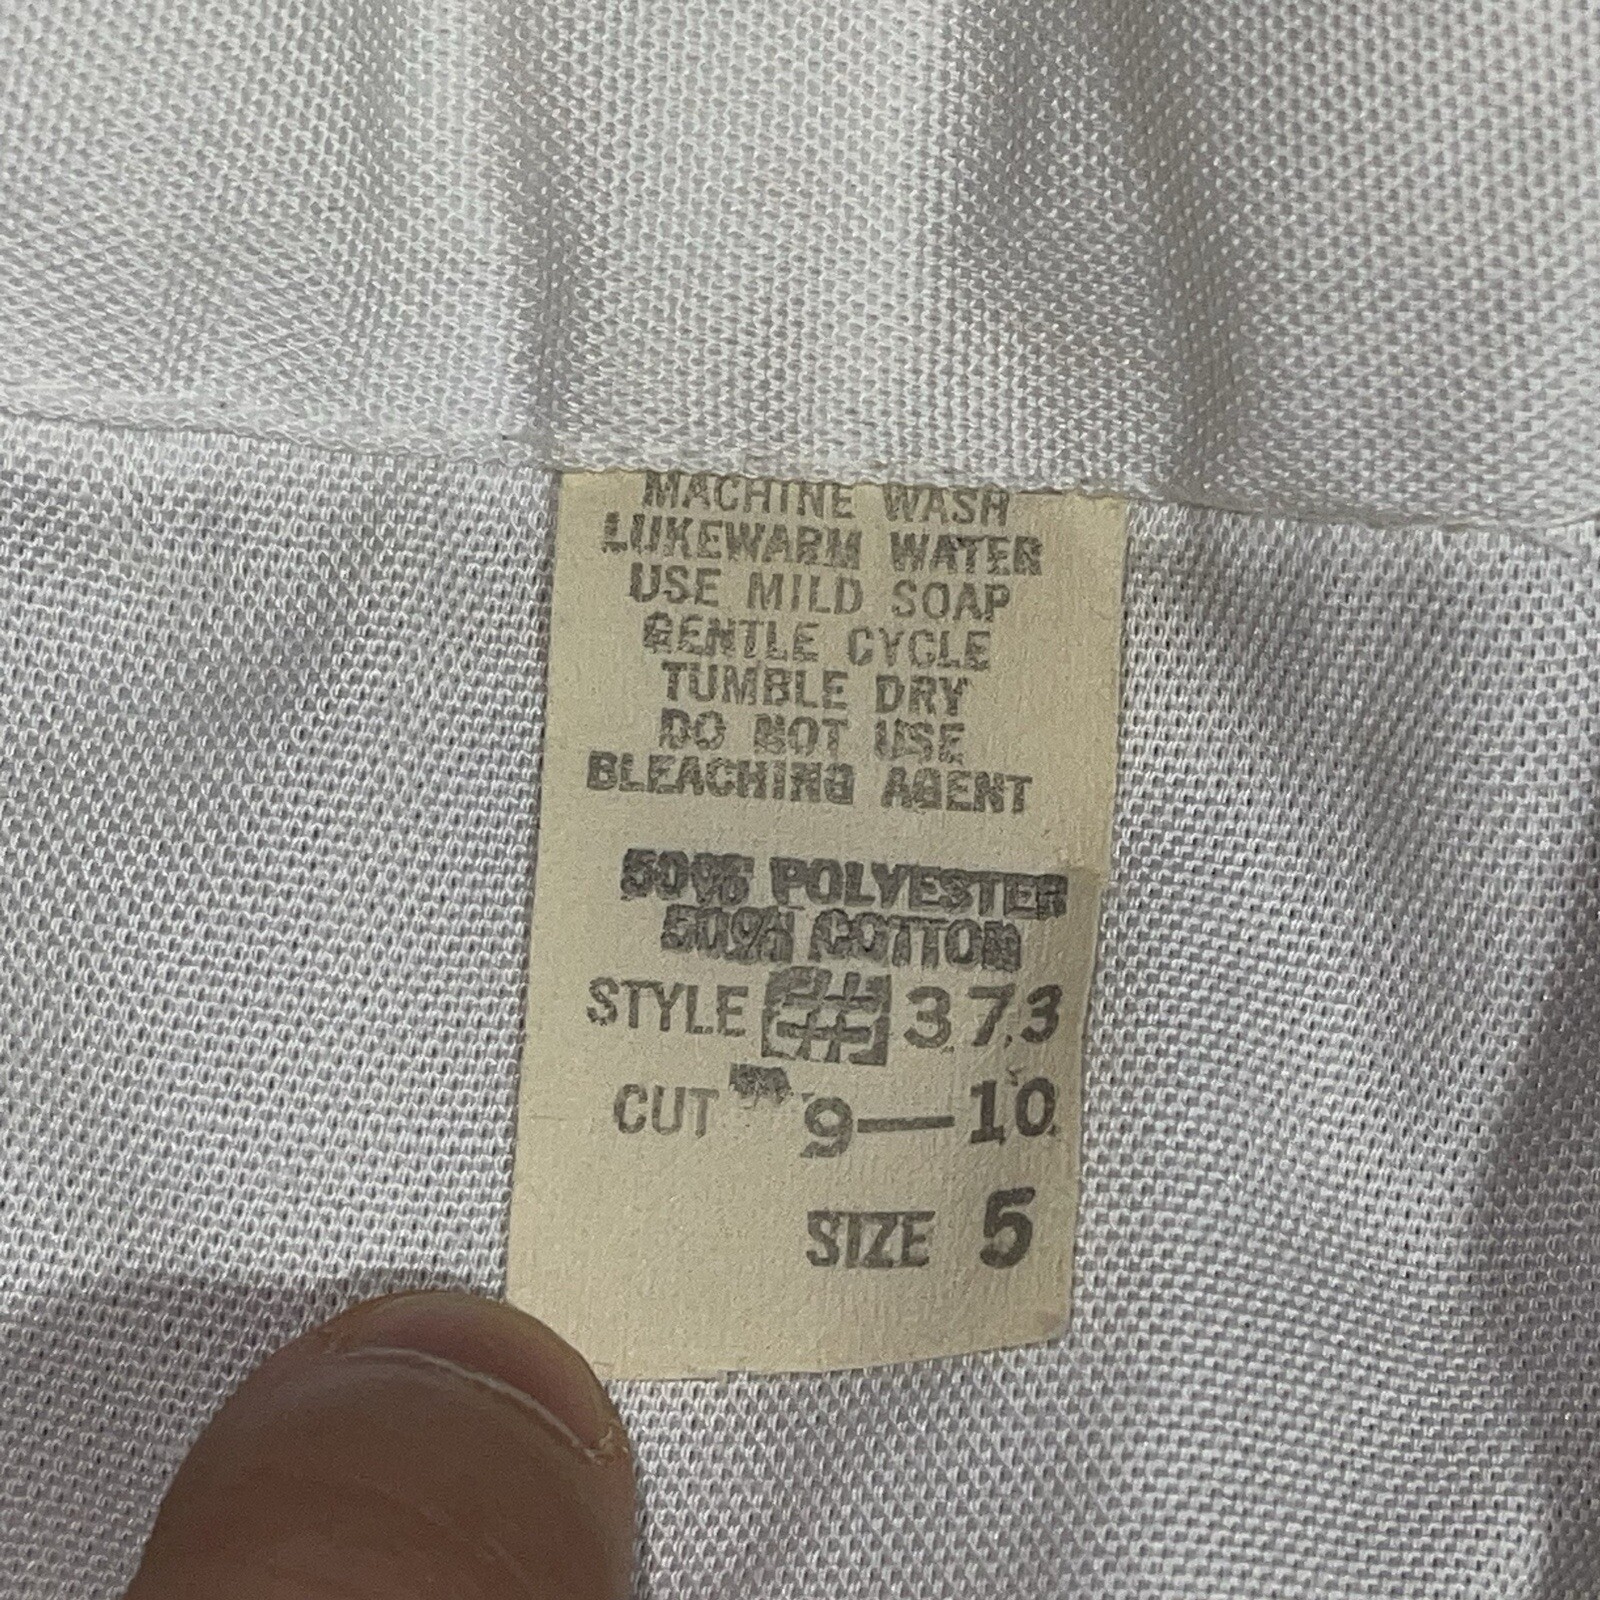 MACHINE WASH
LUKEWARM WATER
USE MILD SOAP
GENTLE CYCLE
TUMBLE DRY
DO NOT USE
BLEACHING AGENT
50% POLYESTER
50% COTTON
STYLE # 373
CUT 9—10
SIZE 5